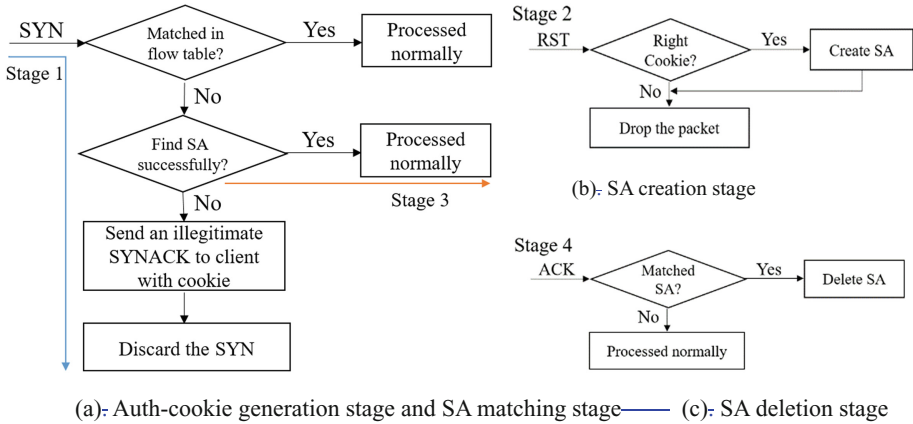 SYN
Stage 1
Matched in
flow table?
Yes
Processed
normally
No
Find SA
successfully?
Yes
Processed
normally
Stage 3
No
Send an illegitimate
SYNACK to client
with cookie
Discard the SYN
(a). Auth-cookie generation stage and SA matching stage
Stage 2
RST
Right
Cookie?
Yes
Create SA
No
Drop the packet
(b). SA creation stage
Stage 4
ACK
Matched
SA?
Yes
Delete SA
No
Processed normally
(c). SA deletion stage